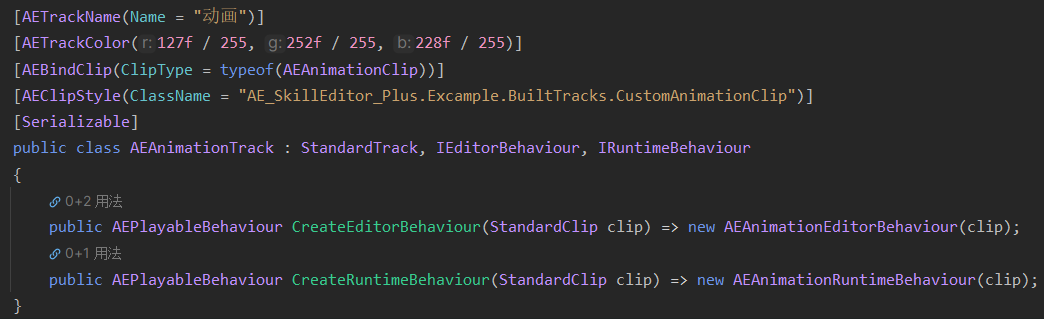 [AETrackName(Name = "动画")]
[AETrackColor(r:127f / 255, g:252f / 255, b:228f / 255)]
[AEBindClip(ClipType = typeof(AEAnimationClip))]
[AEClipStyle(ClassName = "AE_SkillEditor_Plus.Excample.BuiltTracks.CustomAnimationClip")]
[Serializable]
public class AEAnimationTrack : StandardTrack, IEditorBehaviour, IRuntimeBehaviour
{
0+2 用法
public AEPlayableBehaviour CreateEditorBehaviour(StandardClip clip) => new AEAnimationEditorBehaviour(clip);
0+1 用法
public AEPlayableBehaviour CreateRuntimeBehaviour(StandardClip clip) => new AEAnimationRuntimeBehaviour(clip);
}